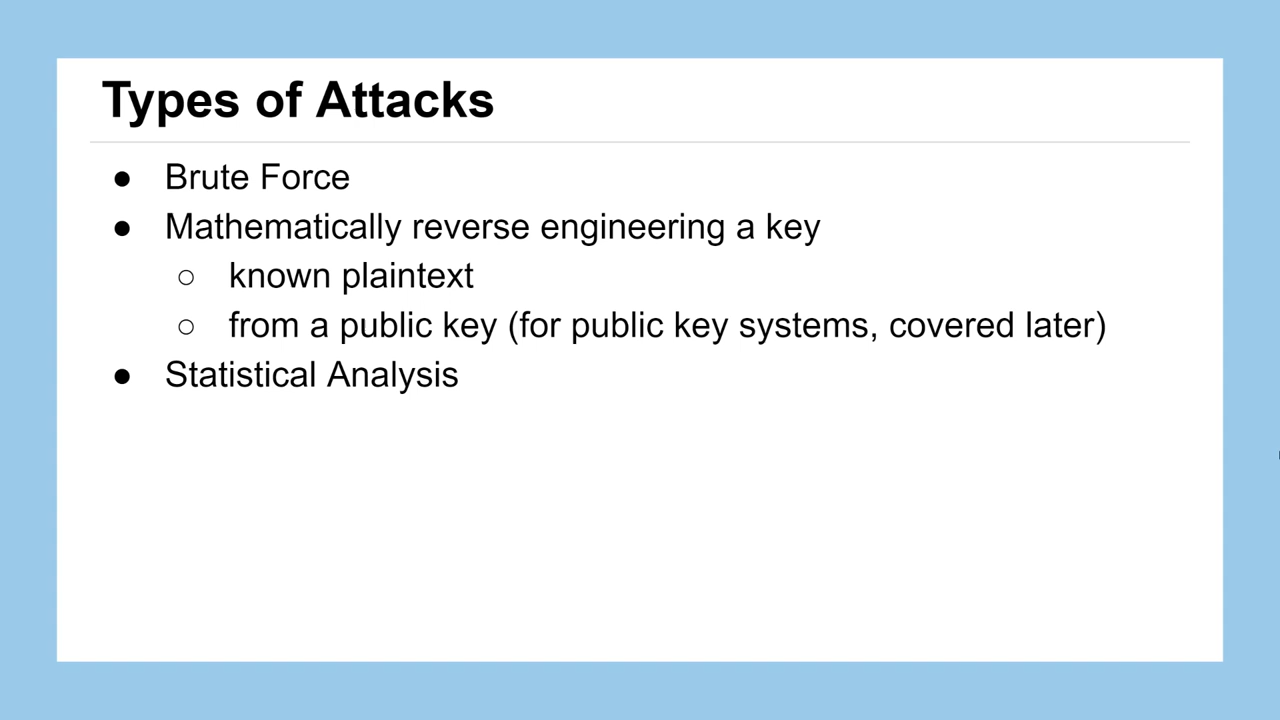 Types of Attacks
● Brute Force
● Mathematically reverse engineering a key
○ known plaintext
○ from a public key (for public key systems, covered later)
● Statistical Analysis